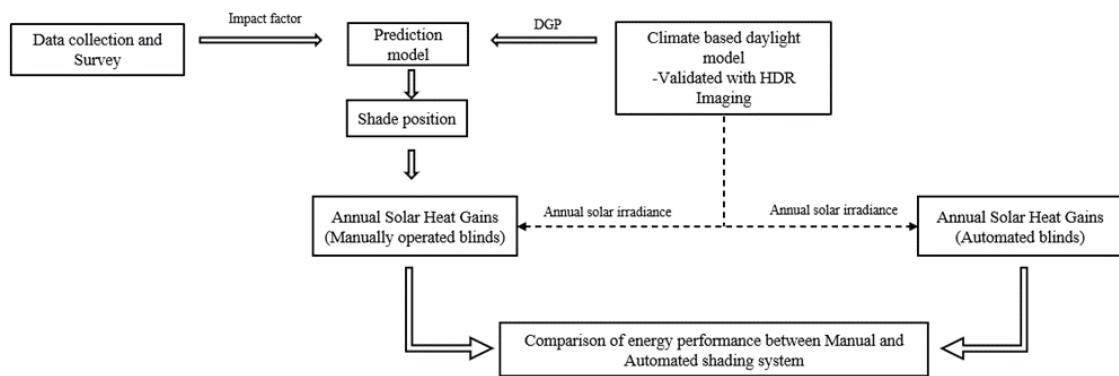 Impact factor
DGP
Data collection and
Survey
Prediction
model
Climate based daylight
model
-Validated with HDR
Imaging
Shade position
Annual Solar Heat Gains
(Manually operated blinds)
Annual solar irradiance
Annual solar irradiance
Annual Solar Heat Gains
(Automated blinds)
Comparison of energy performance between Manual and
Automated shading system